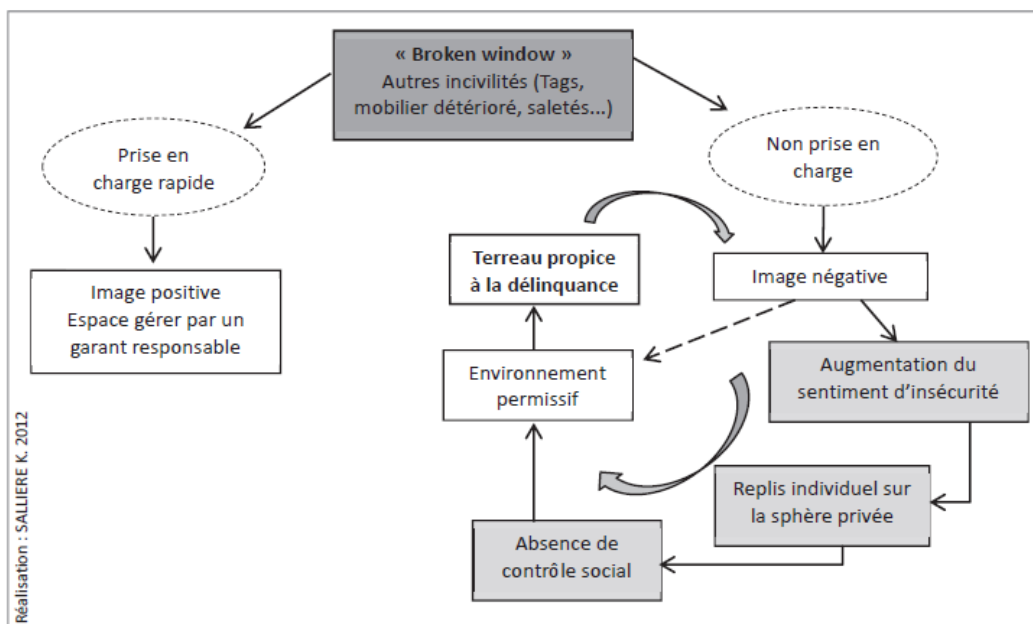 « Broken window »
Autres incivilités (Tags,
mobilier détérioré, saletés...)
Prise en
charge rapide
Non prise en
charge
Image positive
Espace gérer par un
garant responsable
Terreau propice
à la délinquance
Image négative
Environnement
permissif
Augmentation du
sentiment d'insécurité
Replis individuel sur
la sphère privée
Absence de
contrôle social
Réalisation : SALLIERE K. 2012